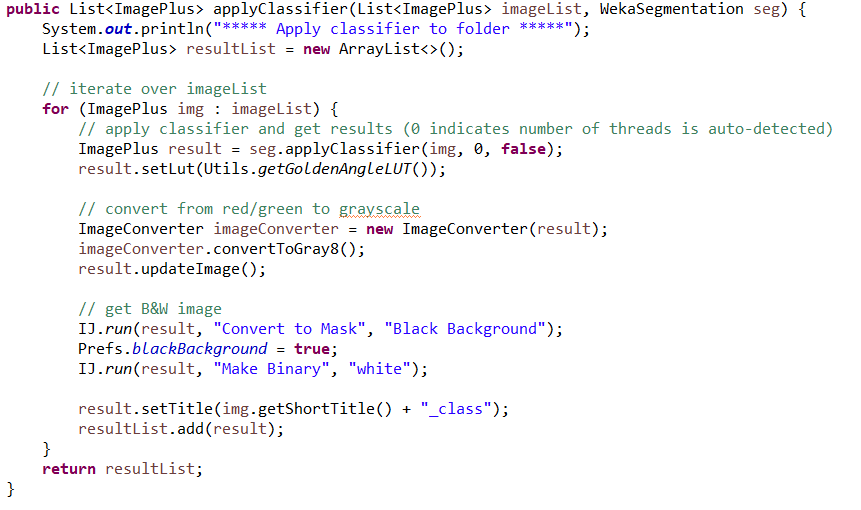 public List<ImagePlus> applyClassifier(List<ImagePlus> imageList, WekaSegmentation seg) {
    System.out.println("***** Apply classifier to folder *****");
    List<ImagePlus> resultList = new ArrayList<>();

    // iterate over imageList
    for (ImagePlus img : imageList) {
        // apply classifier and get results (0 indicates number of threads is auto-detected)
        ImagePlus result = seg.applyClassifier(img, 0, false);
        result.setLut(Utils.getGoldenAngleLUT());

        // convert from red/green to grayscale
        ImageConverter imageConverter = new ImageConverter(result);
        imageConverter.convertToGray8();
        result.updateImage();

        // get B&W image
        IJ.run(result, "Convert to Mask", "Black Background");
        Prefs.blackBackground = true;
        IJ.run(result, "Make Binary", "white");

        result.setTitle(img.getShortTitle() + "_class");
        resultList.add(result);
    }
    return resultList;
}